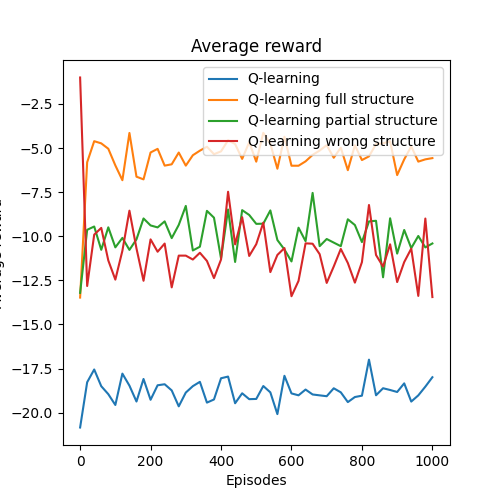 Average reward
Q-learning
Q-learning full structure
Q-learning partial structure
Q-learning wrong structure
−2.5
−5.0
−7.5
−10.0
−12.5
−15.0
−17.5
−20.0
0 200 400 600 800 1000
Episodes